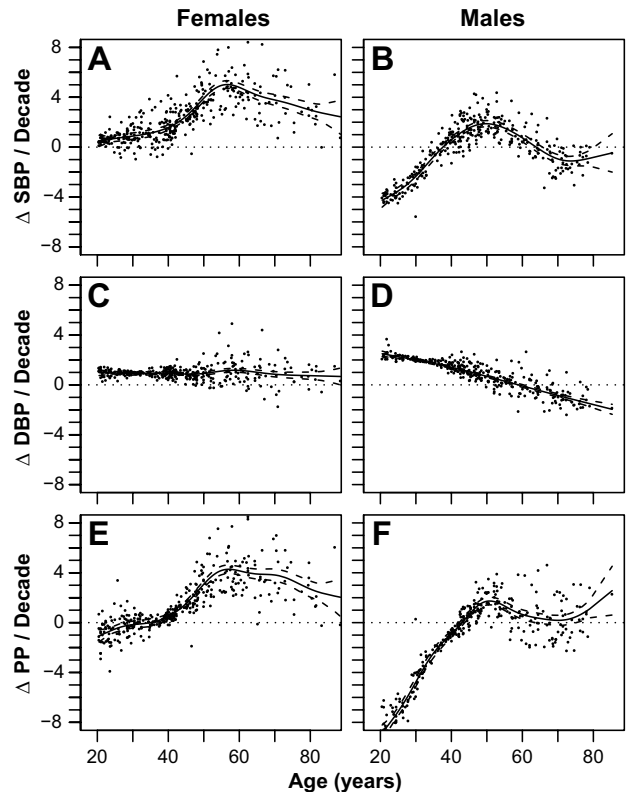 Females Males
A B
8
4
0
−4
−8
Δ SBP / Decade
C D
8
4
0
−4
−8
Δ DBP / Decade
E F
8
4
0
−4
−8
Δ PP / Decade
20 40 60 80 20 40 60 80
Age (years)